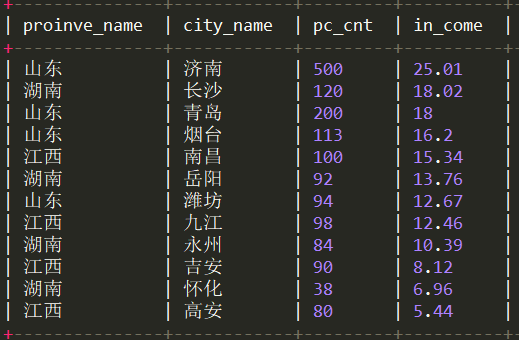 +------------------+-------------+----------+----------+
| proinve_name | city_name | pc_cnt | in_come |
+------------------+-------------+----------+----------+
| 山东 | 济南 | 500 | 25.01 |
| 湖南 | 长沙 | 120 | 18.02 |
| 山东 | 青岛 | 200 | 18 |
| 山东 | 烟台 | 113 | 16.2 |
| 江西 | 南昌 | 100 | 15.34 |
| 湖南 | 岳阳 | 92 | 13.76 |
| 山东 | 潍坊 | 94 | 12.67 |
| 江西 | 九江 | 98 | 12.46 |
| 湖南 | 永州 | 84 | 10.39 |
| 江西 | 吉安 | 90 | 8.12 |
| 湖南 | 怀化 | 38 | 6.96 |
| 江西 | 高安 | 80 | 5.44 |
+------------------+-------------+----------+----------+